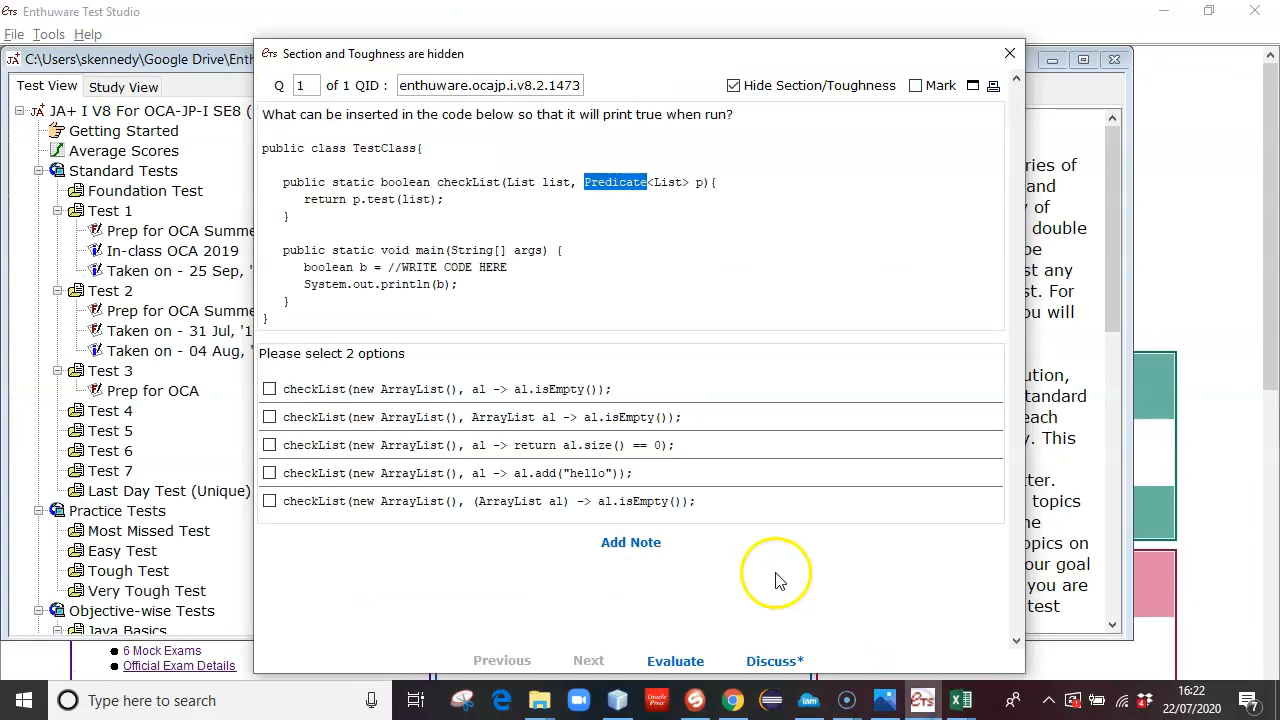 Enthuware Test Studio
File Tools Help
C:\Users\skennedy\Google Drive\Enth
Test View Study View
JA+ I V8 For OCA-JP-I SE8 (
Getting Started
Average Scores
Standard Tests
Foundation Test
Test 1
Prep for OCA Summe
In-class OCA 2019
Taken on - 25 Sep, '
Test 2
Prep for OCA Summe
Taken on - 31 Jul, '1
Taken on - 04 Aug, '
Test 3
Prep for OCA
Test 4
Test 5
Test 6
Test 7
Last Day Test (Unique)
Practice Tests
Most Missed Test
Easy Test
Tough Test
Very Tough Test
Objective-wise Tests
Java Basics
6 Mock Exams
Official Exam Details
Section and Toughness are hidden
Q 1 of 1 QID : enthuware.ocajp.i.v8.2.1473 Hide Section/Toughness Mark
What can be inserted in the code below so that it will print true when run?
public class TestClass{
public static boolean checkList(List list, Predicate<List> p){
return p.test(list);
}
public static void main(String[] args) {
boolean b = //WRITE CODE HERE
System.out.println(b);
}
}
Please select 2 options
checkList(new ArrayList(), al -> al.isEmpty());
checkList(new ArrayList(), ArrayList al -> al.isEmpty());
checkList(new ArrayList(), al -> return al.size() == 0);
checkList(new ArrayList(), al -> al.add("hello"));
checkList(new ArrayList(), (ArrayList al) -> al.isEmpty());
Add Note
Previous Next Evaluate Discuss*
ries of
and
y of
double
be
st any
st. For
ou will
ution,
standard
each
y. This
tter.
topics
he
opics on
our goal
you are
test
Type here to search
16:22
22/07/2020
7